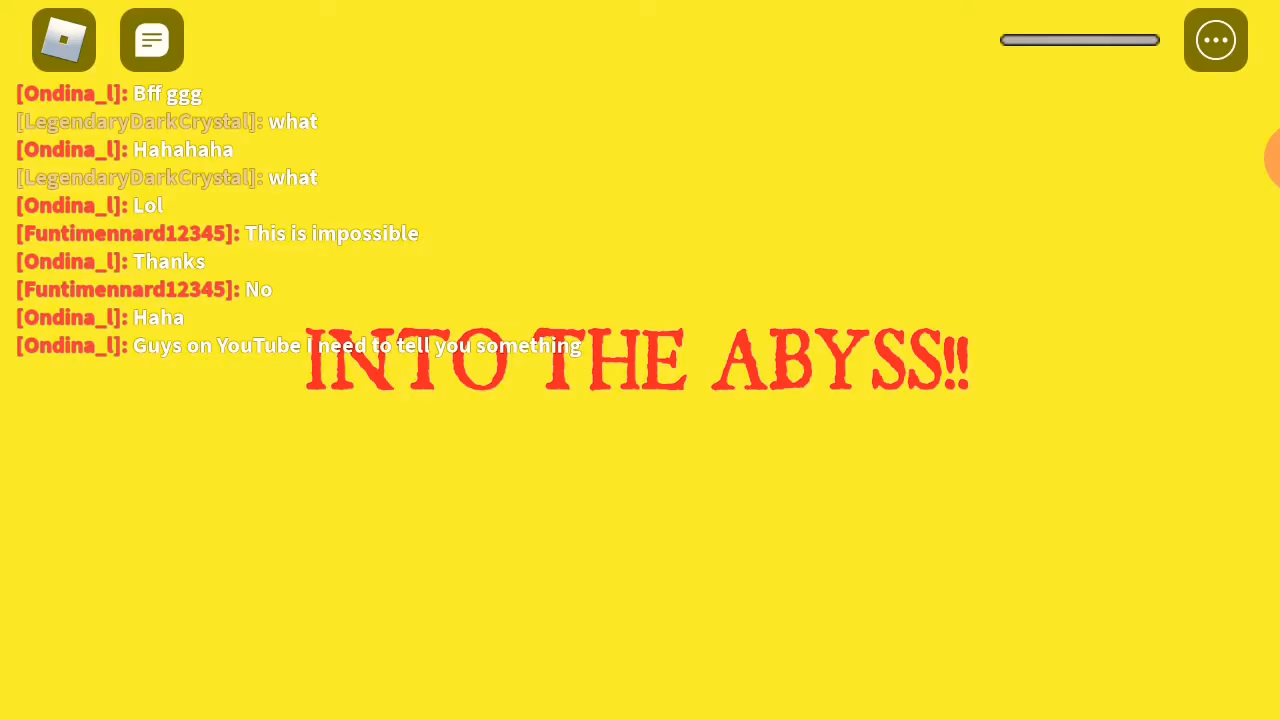 [Ondina_l]: Bff ggg
[LegendaryDarkCrystal]: what
[Ondina_l]: Hahahaha
[LegendaryDarkCrystal]: what
[Ondina_l]: Lol
[Funtimennard12345]: This is impossible
[Ondina_l]: Thanks
[Funtimennard12345]: No
[Ondina_l]: Haha
[Ondina_l]: Guys on YouTube I need to tell you something
INTO THE ABYSS!!